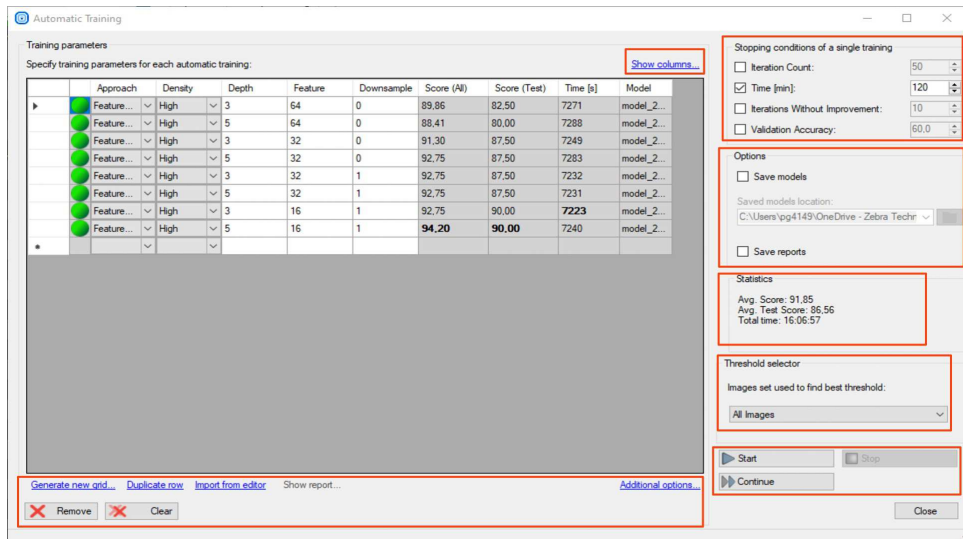 Automatic Training
Training parameters
Specify training parameters for each automatic training:
Show columns...
Approach Density Depth Feature Downsample Score (All) Score (Test) Time [s] Model
Feature... High 3 64 0 89,86 82,50 7271 model_2...
Feature... High 5 64 0 88,41 80,00 7288 model_2...
Feature... High 3 32 0 91,30 87,50 7249 model_2...
Feature... High 5 32 0 92,75 87,50 7283 model_2...
Feature... High 3 32 1 92,75 87,50 7232 model_2...
Feature... High 5 32 1 92,75 87,50 7231 model_2...
Feature... High 3 16 1 92,75 90,00 7223 model_2...
Feature... High 5 16 1 94,20 90,00 7240 model_2...
Generate new grid... Duplicate row Import from editor Show report... Additional options...
Remove Clear
Stopping conditions of a single training
Iteration Count: 50
Time [min]: 120
Iterations Without Improvement: 10
Validation Accuracy: 60,0
Options
Save models
Saved models location:
C:\Users\pg4149\OneDrive - Zebra Techn
Save reports
Statistics
Avg. Score: 91,85
Avg. Test Score: 86,56
Total time: 16:06:57
Threshold selector
Images set used to find best threshold:
All Images
Start Stop
Continue
Close